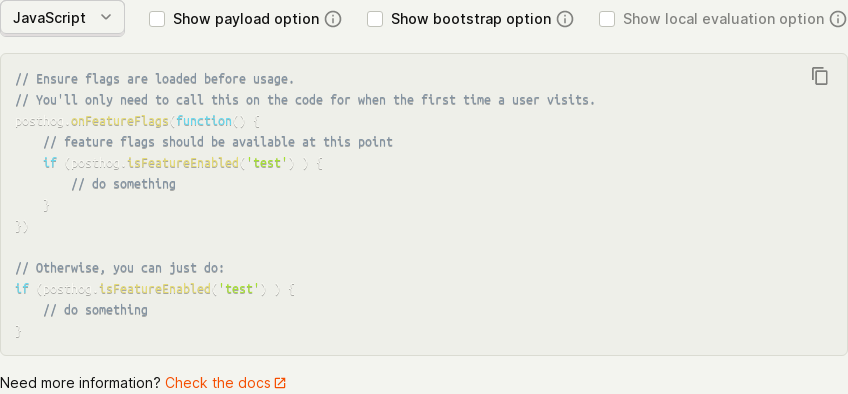 JavaScript Show payload option Show bootstrap option Show local evaluation option
// Ensure flags are loaded before usage.
// You'll only need to call this on the code for when the first time a user visits.
posthog.onFeatureFlags(function() {
    // feature flags should be available at this point
    if (posthog.isFeatureEnabled('test') ) {
        // do something
    }
})
// Otherwise, you can just do:
if (posthog.isFeatureEnabled('test') ) {
    // do something
}
Need more information? Check the docs